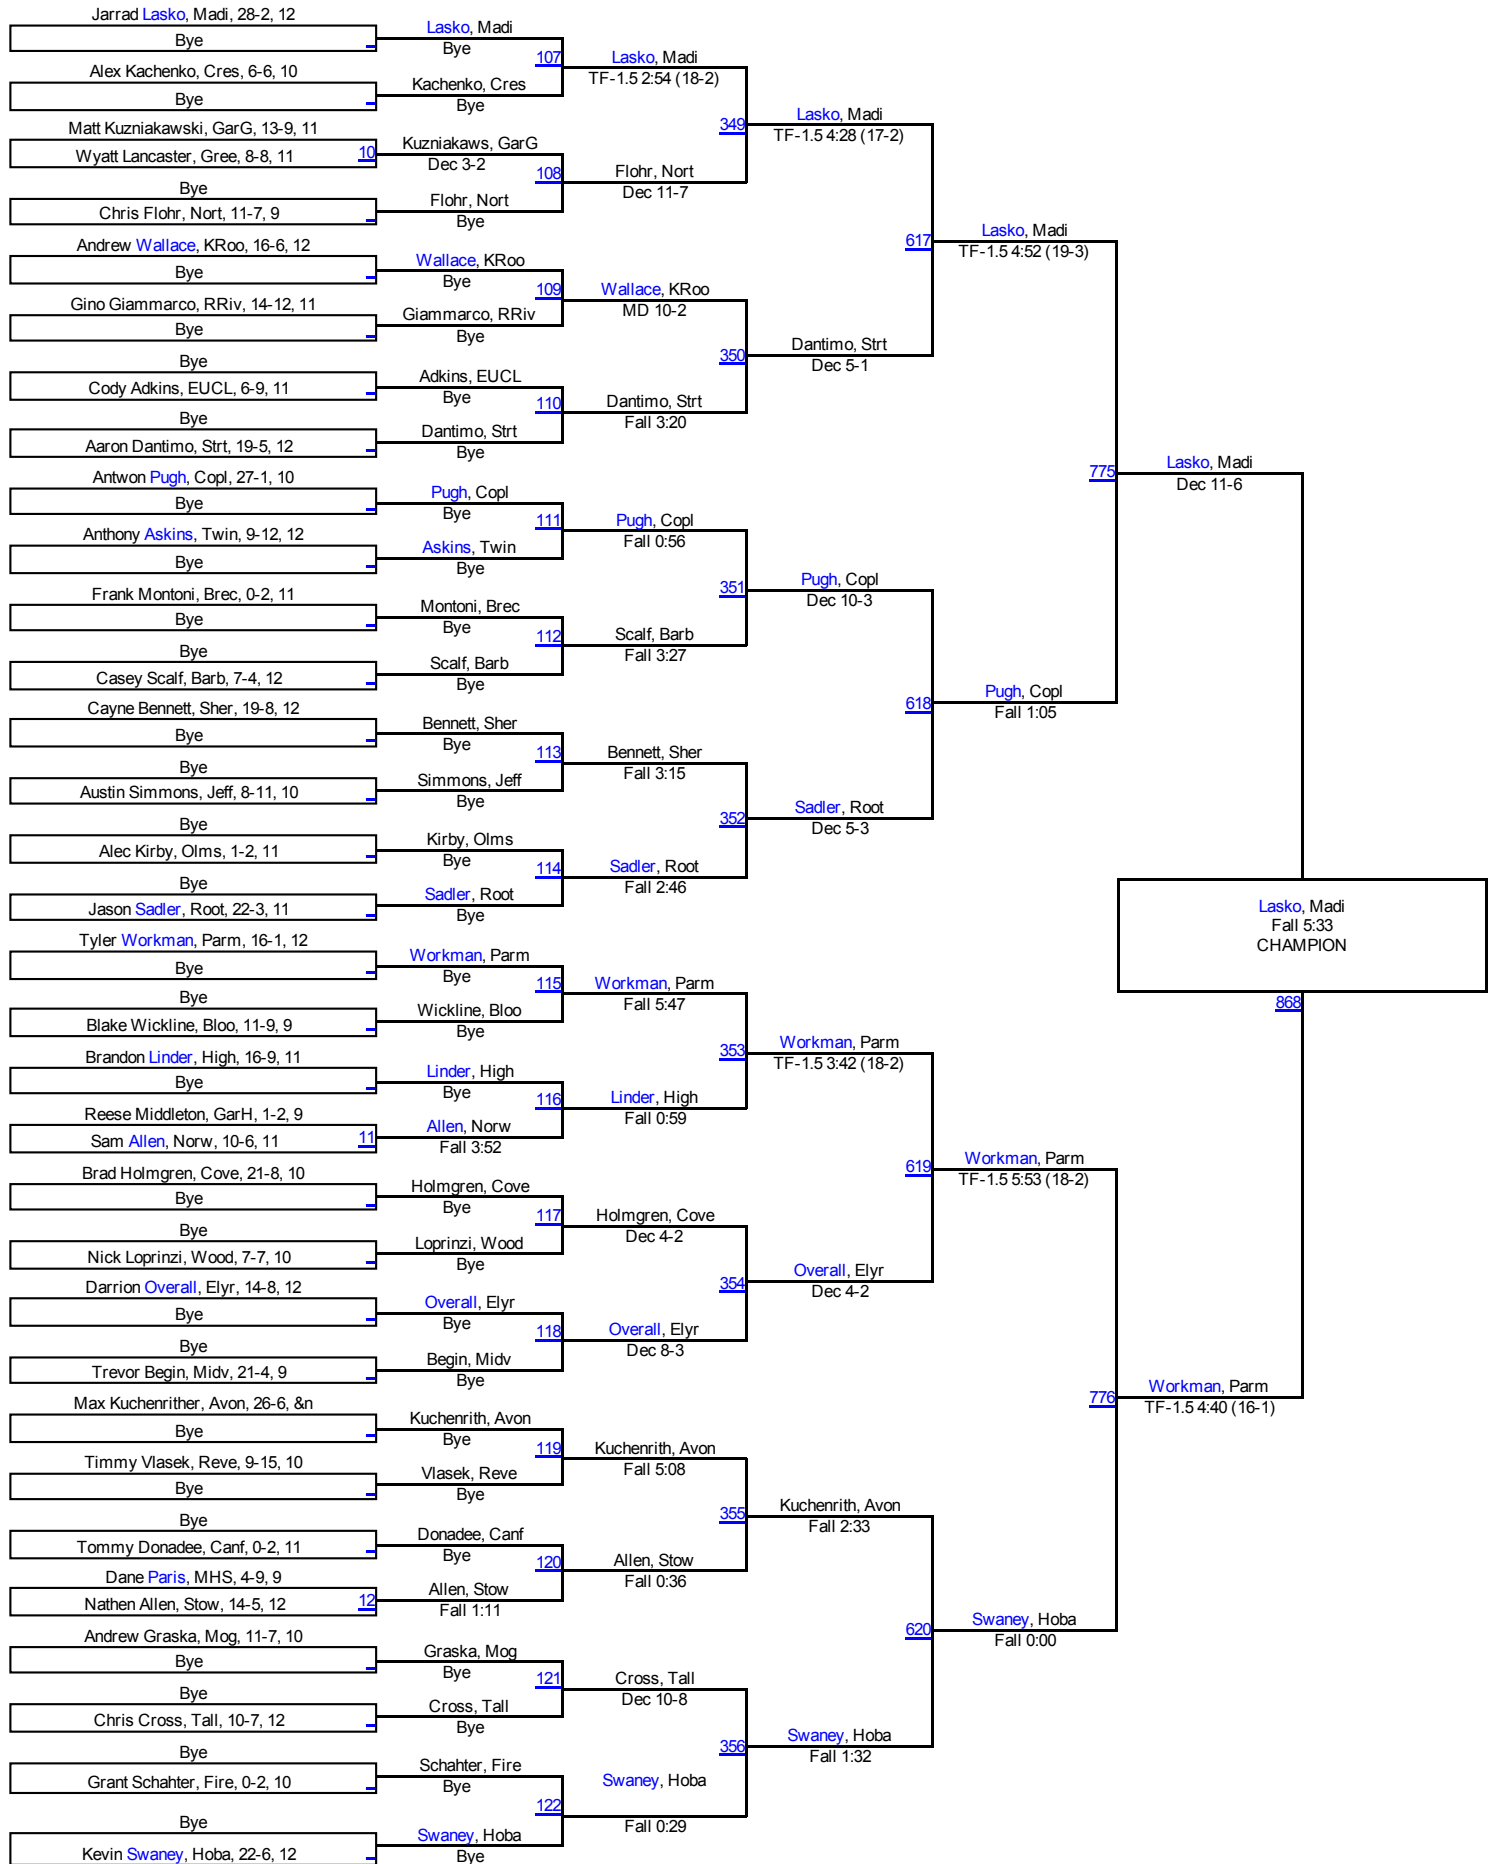 Jarrad Lasko, Madi, 28-2, 12
Bye
Alex Kachenko, Cres, 6-6, 10
Bye
Matt Kuzniakawski, GarG, 13-9, 11
Wyatt Lancaster, Gree, 8-8, 11
10
Bye
Chris Flohr, Nort, 11-7, 9
Andrew Wallace, KRoo, 16-6, 12
Bye
Gino Giammarco, RRiv, 14-12, 11
Bye
Bye
Cody Adkins, EUCL, 6-9, 11
Bye
Aaron Dantimo, Strt, 19-5, 12
Antwon Pugh, Copl, 27-1, 10
Bye
Anthony Askins, Twin, 9-12, 12
Bye
Frank Montoni, Brec, 0-2, 11
Bye
Bye
Casey Scalf, Barb, 7-4, 12
Cayne Bennett, Sher, 19-8, 12
Bye
Bye
Austin Simmons, Jeff, 8-11, 10
Bye
Alec Kirby, Olms, 1-2, 11
Bye
Jason Sadler, Root, 22-3, 11
Tyler Workman, Parm, 16-1, 12
Bye
Bye
Blake Wickline, Bloo, 11-9, 9
Brandon Linder, High, 16-9, 11
Bye
Reese Middleton, GarH, 1-2, 9
Sam Allen, Norw, 10-6, 11
11
Brad Holmgren, Cove, 21-8, 10
Bye
Bye
Nick Loprinzi, Wood, 7-7, 10
Darrion Overall, Elyr, 14-8, 12
Bye
Bye
Trevor Begin, Midv, 21-4, 9
Max Kuchenrither, Avon, 26-6, &n
Bye
Timmy Vlasek, Reve, 9-15, 10
Bye
Bye
Tommy Donadee, Canf, 0-2, 11
Dane Paris, MHS, 4-9, 9
Nathen Allen, Stow, 14-5, 12
12
Andrew Graska, Mog, 11-7, 10
Bye
Bye
Chris Cross, Tall, 10-7, 12
Bye
Grant Schahter, Fire, 0-2, 10
Bye
Kevin Swaney, Hoba, 22-6, 12
Lasko, Madi
Bye
107
Kachenko, Cres
Bye
Kuzniakaws, GarG
Dec 3-2
108
Flohr, Nort
Bye
Wallace, KRoo
Bye
109
Giammarco, RRiv
Bye
Adkins, EUCL
Bye
110
Dantimo, Strt
Bye
Pugh, Copl
Bye
111
Askins, Twin
Bye
Montoni, Brec
Bye
112
Scalf, Barb
Bye
Bennett, Sher
Bye
113
Simmons, Jeff
Bye
Kirby, Olms
Bye
114
Sadler, Root
Bye
Workman, Parm
Bye
115
Wickline, Bloo
Bye
Linder, High
Bye
116
Allen, Norw
Fall 3:52
Holmgren, Cove
Bye
117
Loprinzi, Wood
Bye
Overall, Elyr
Bye
118
Begin, Midv
Bye
Kuchenrith, Avon
Bye
119
Vlasek, Reve
Bye
Donadee, Canf
Bye
120
Allen, Stow
Fall 1:11
Graska, Mog
Bye
121
Cross, Tall
Bye
Schahter, Fire
Bye
122
Swaney, Hoba
Bye
Lasko, Madi
TF-1.5 2:54 (18-2)
349
Flohr, Nort
Dec 11-7
Wallace, KRoo
MD 10-2
350
Dantimo, Strt
Fall 3:20
Pugh, Copl
Fall 0:56
351
Scalf, Barb
Fall 3:27
Bennett, Sher
Fall 3:15
352
Sadler, Root
Fall 2:46
Workman, Parm
Fall 5:47
353
Linder, High
Fall 0:59
Holmgren, Cove
Dec 4-2
354
Overall, Elyr
Dec 8-3
Kuchenrith, Avon
Fall 5:08
355
Allen, Stow
Fall 0:36
Cross, Tall
Dec 10-8
356
Swaney, Hoba
Fall 0:29
Lasko, Madi
TF-1.5 4:28 (17-2)
617
Dantimo, Strt
Dec 5-1
Pugh, Copl
Dec 10-3
618
Sadler, Root
Dec 5-3
Workman, Parm
TF-1.5 3:42 (18-2)
619
Overall, Elyr
Dec 4-2
Kuchenrith, Avon
Fall 2:33
620
Swaney, Hoba
Fall 1:32
Lasko, Madi
TF-1.5 4:52 (19-3)
775
Pugh, Copl
Fall 1:05
Workman, Parm
TF-1.5 5:53 (18-2)
776
Swaney, Hoba
Fall 0:00
Lasko, Madi
Dec 11-6
Workman, Parm
TF-1.5 4:40 (16-1)
Lasko, Madi
Fall 5:33
CHAMPION
868